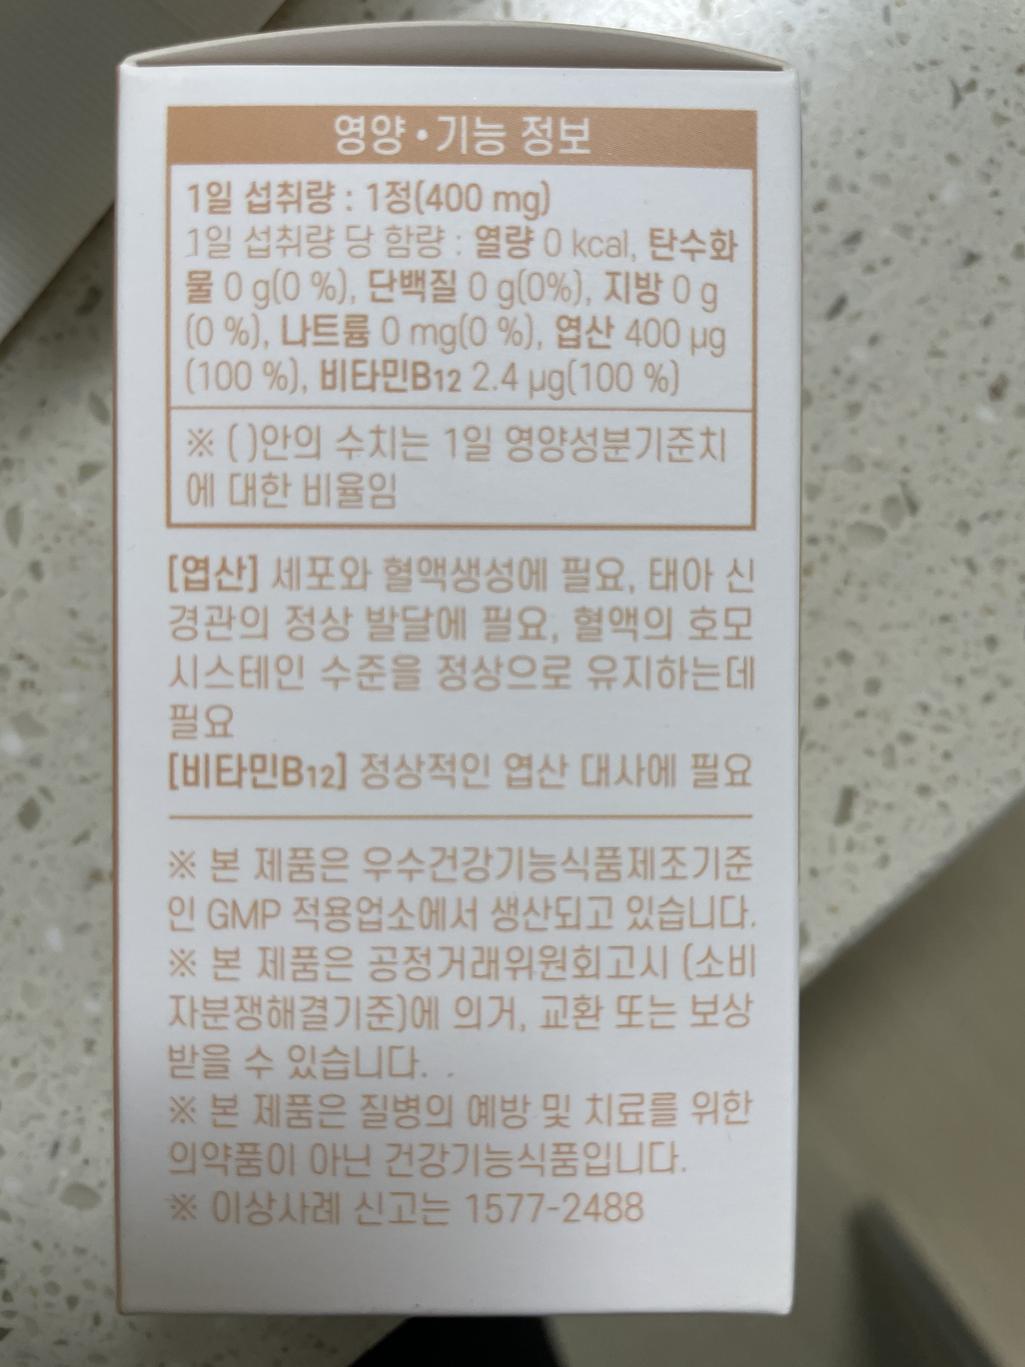 영양•기능 정보
1일 섭취량 : 1정(400 mg)
1일 섭취량 당 함량 : 열량 0 kcal, 탄수화
물 0 g(0 %), 단백질 0 g(0%), 지방 0 g
(0 %), 나트륨 0 mg(0 %), 엽산 400 μg
(100 %), 비타민B12 2.4 μg(100 %)
※ ( )안의 수치는 1일 영양성분기준치
에 대한 비율임
[엽산] 세포와 혈액생성에 필요, 태아 신
경관의 정상 발달에 필요, 혈액의 호모
시스테인 수준을 정상으로 유지하는데
필요
[비타민B12] 정상적인 엽산 대사에 필요
※ 본 제품은 우수건강기능식품제조기준
인 GMP 적용업소에서 생산되고 있습니다.
※ 본 제품은 공정거래위원회고시 (소비
자분쟁해결기준)에 의거, 교환 또는 보상
받을 수 있습니다. .
※ 본 제품은 질병의 예방 및 치료를 위한
의약품이 아닌 건강기능식품입니다.
※ 이상사례 신고는 1577-2488